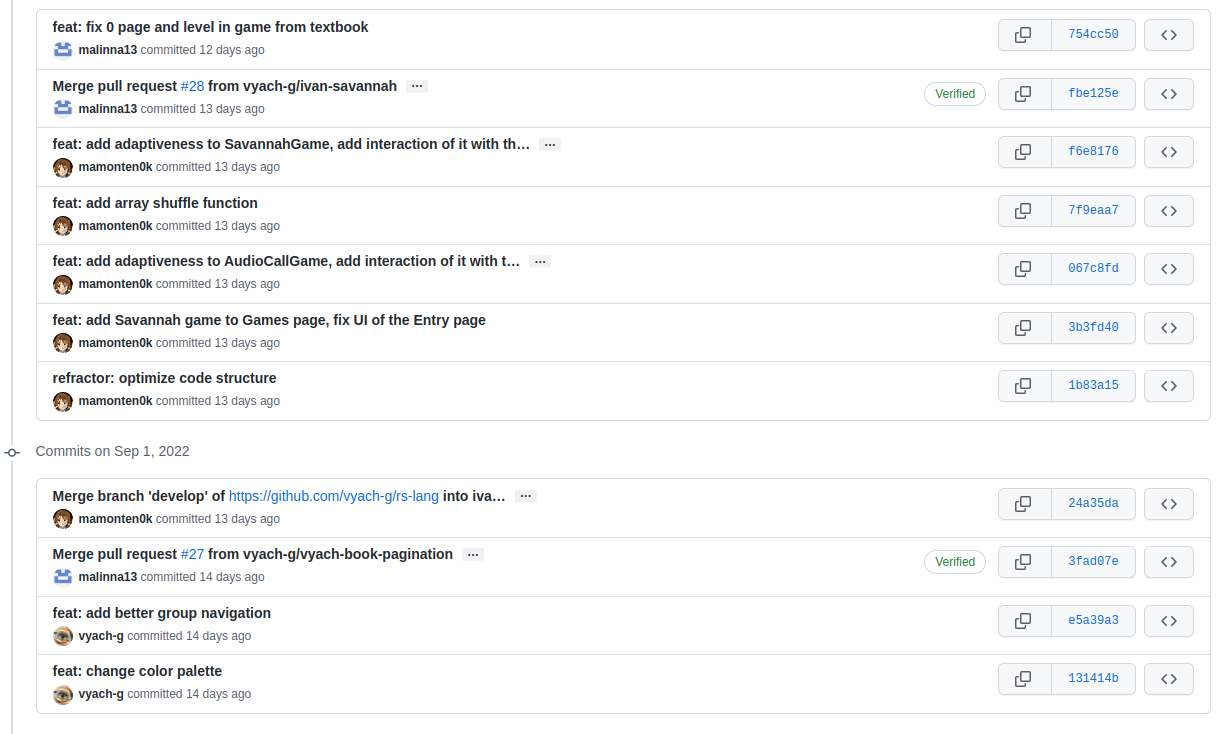 feat: fix 0 page and level in game from textbook
malinna13 committed 12 days ago
754cc50
Merge pull request #28 from vyach-g/ivan-savannah ...
malinna13 committed 13 days ago
Verified
fbe125e
feat: add adaptiveness to SavannahGame, add interaction of it with th… ...
mamonten0k committed 13 days ago
f6e8176
feat: add array shuffle function
mamonten0k committed 13 days ago
7f9eaa7
feat: add adaptiveness to AudioCallGame, add interaction of it with t… ...
mamonten0k committed 13 days ago
067c8fd
feat: add Savannah game to Games page, fix UI of the Entry page
mamonten0k committed 13 days ago
3b3fd40
refractor: optimize code structure
mamonten0k committed 13 days ago
1b83a15
Commits on Sep 1, 2022
Merge branch 'develop' of https://github.com/vyach-g/rs-lang into iva… ...
mamonten0k committed 13 days ago
24a35da
Merge pull request #27 from vyach-g/vyach-book-pagination ...
malinna13 committed 14 days ago
Verified
3fad07e
feat: add better group navigation
vyach-g committed 14 days ago
e5a39a3
feat: change color palette
vyach-g committed 14 days ago
131414b